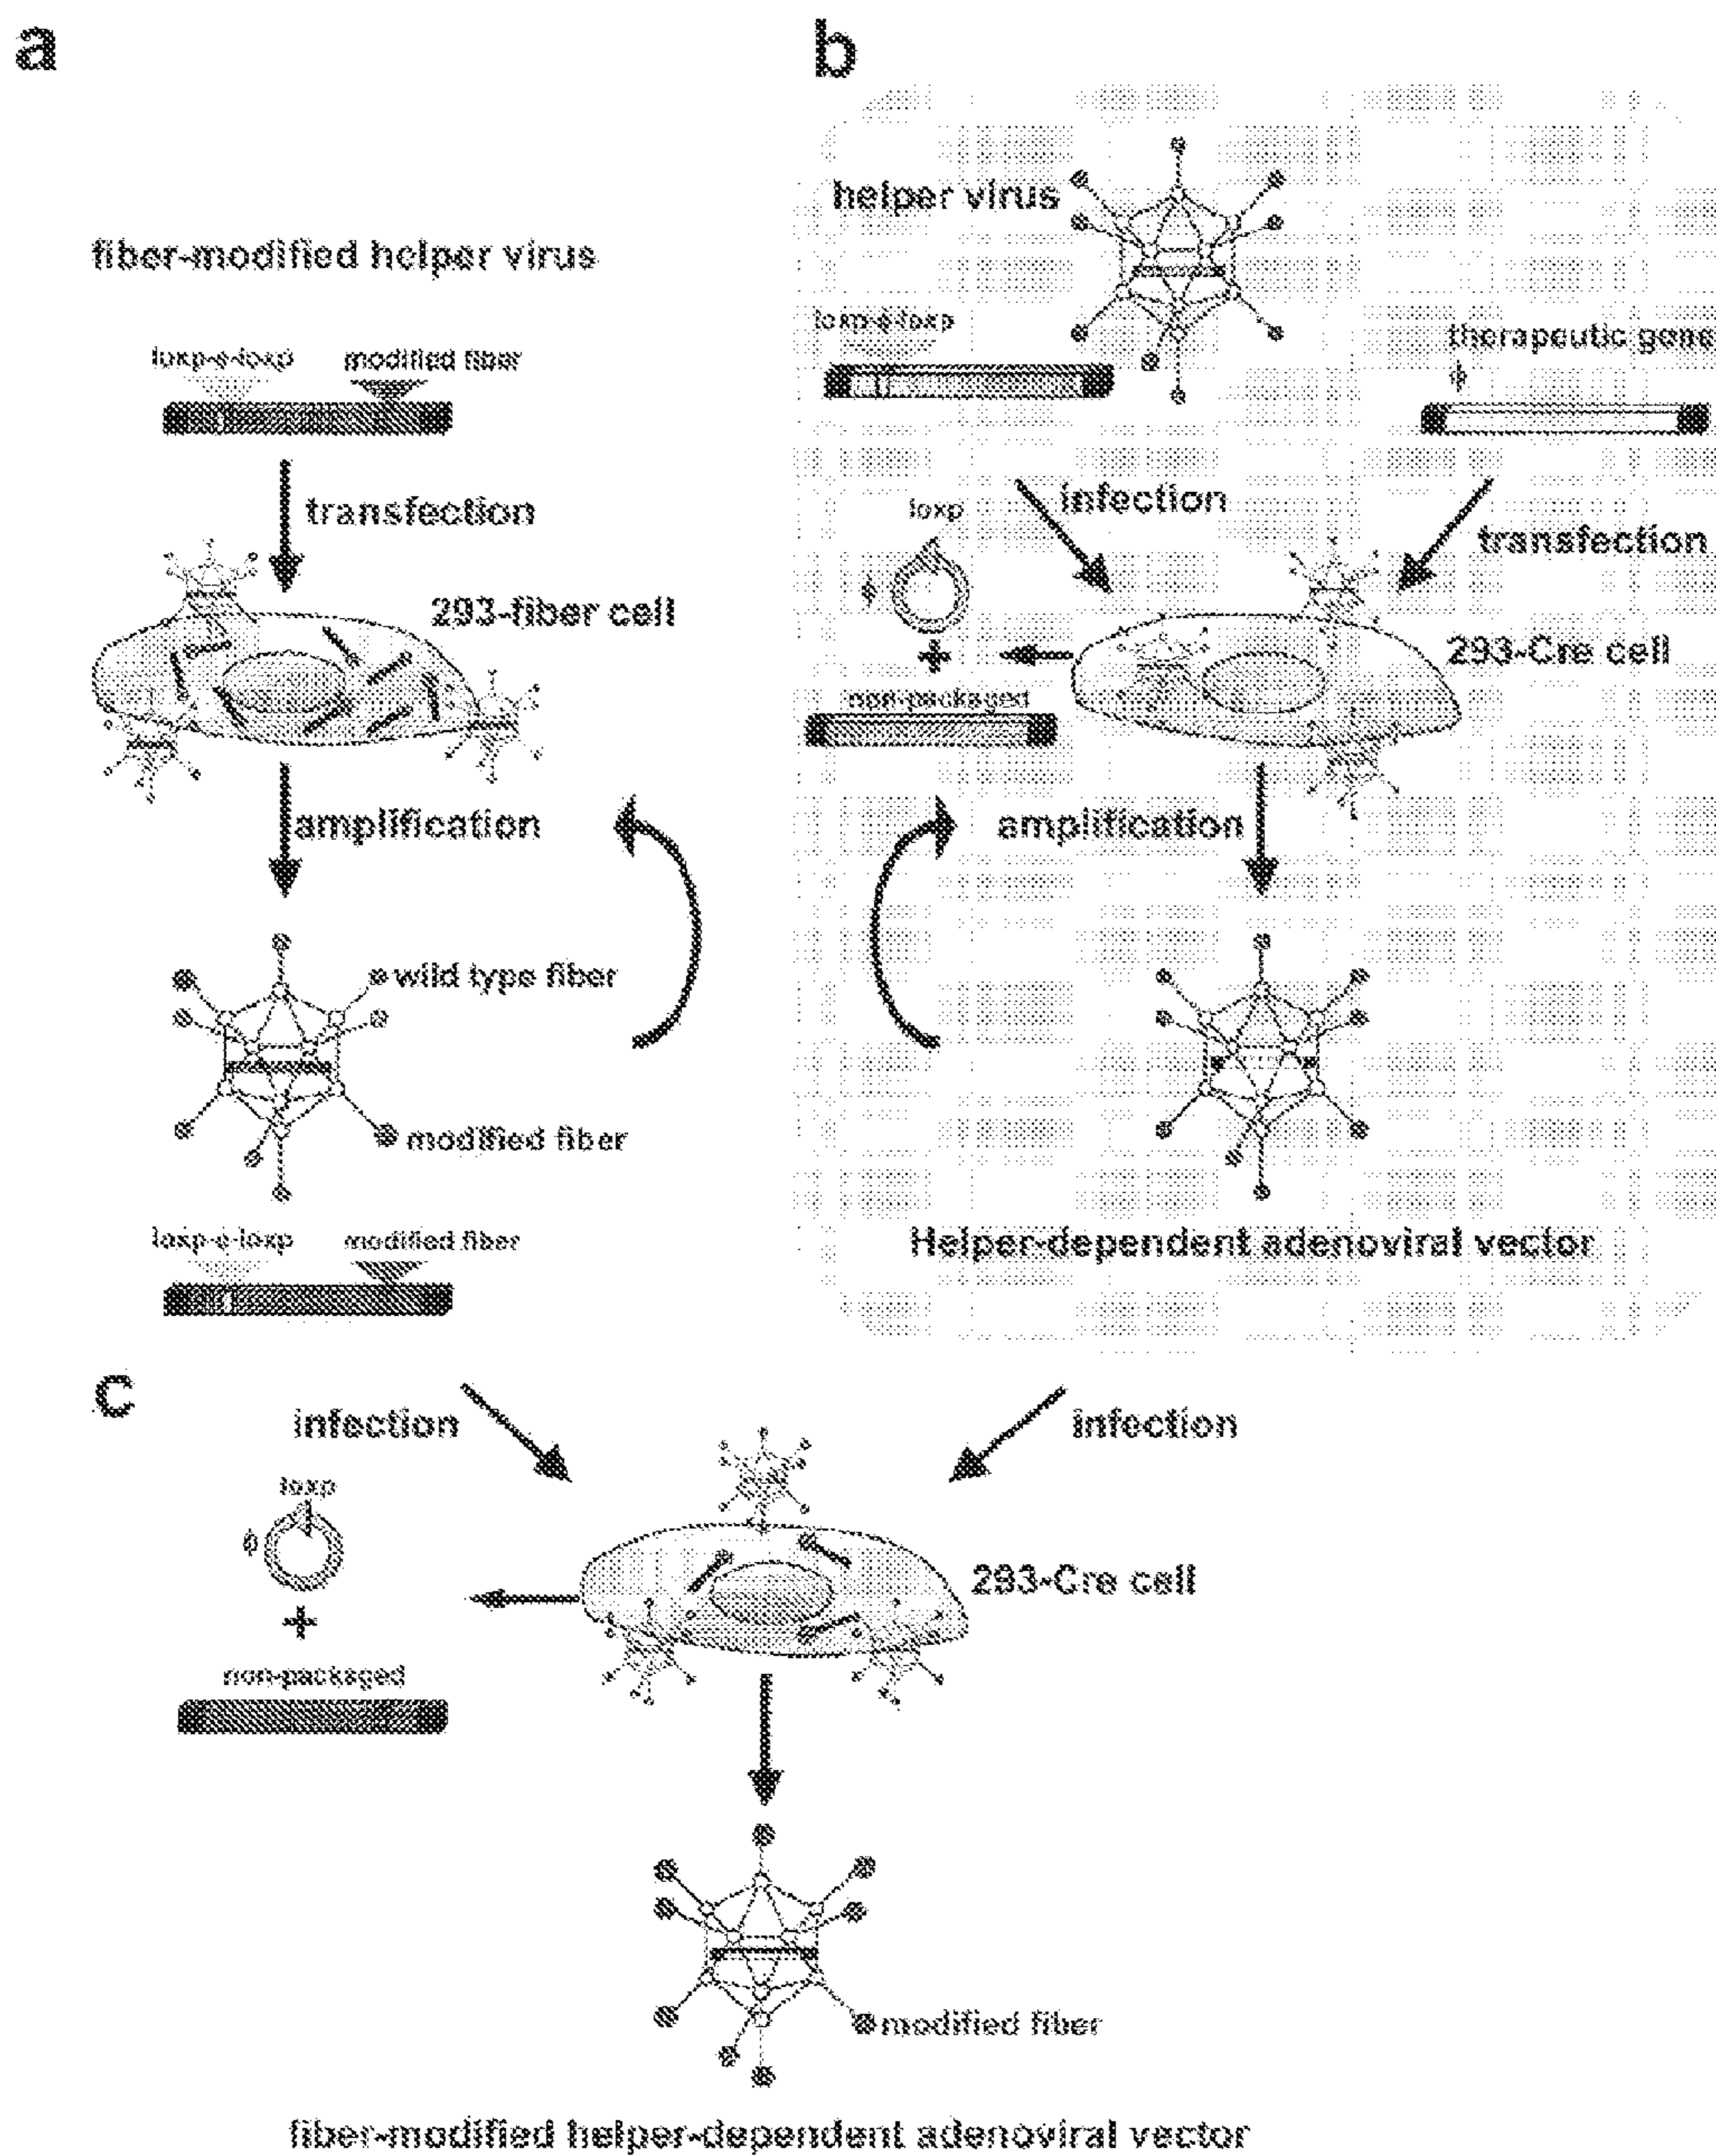 a
fiber-modified helper virus
loxp-φ-loxp
modified fiber
transfection
293-fiber cell
amplification
wild type fiber
modified fiber
loxp-φ-loxp
modified fiber
b
helper virus
loxp-φ-loxp
therapeutic gene
φ
infection
transfection
loxp
φ
+
non-packaged
293-Cre cell
amplification
Helper-dependent adenoviral vector
c
infection
infection
loxp
φ
+
non-packaged
293-Cre cell
modified fiber
fiber-modified helper-dependent adenoviral vector